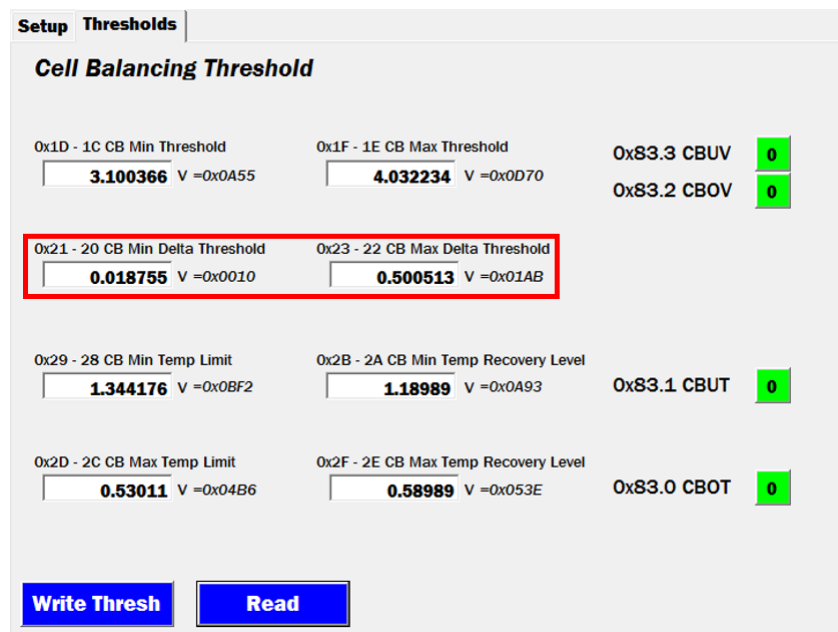 Setup Thresholds
Cell Balancing Threshold
0x1D - 1C CB Min Threshold 0x1F - 1E CB Max Threshold
3.100366 V =0x0A55 4.032234 V =0x0D70
0x83.3 CBUV 0
0x83.2 CBOV 0
0x21 - 20 CB Min Delta Threshold 0x23 - 22 CB Max Delta Threshold
0.018755 V =0x0010 0.500513 V =0x01AB
0x29 - 28 CB Min Temp Limit 0x2B - 2A CB Min Temp Recovery Level
1.344176 V =0x0BF2 1.18989 V =0x0A93 0x83.1 CBUT 0
0x2D - 2C CB Max Temp Limit 0x2F - 2E CB Max Temp Recovery Level
0.53011 V =0x04B6 0.58989 V =0x053E 0x83.0 CBOT 0
Write Thresh Read